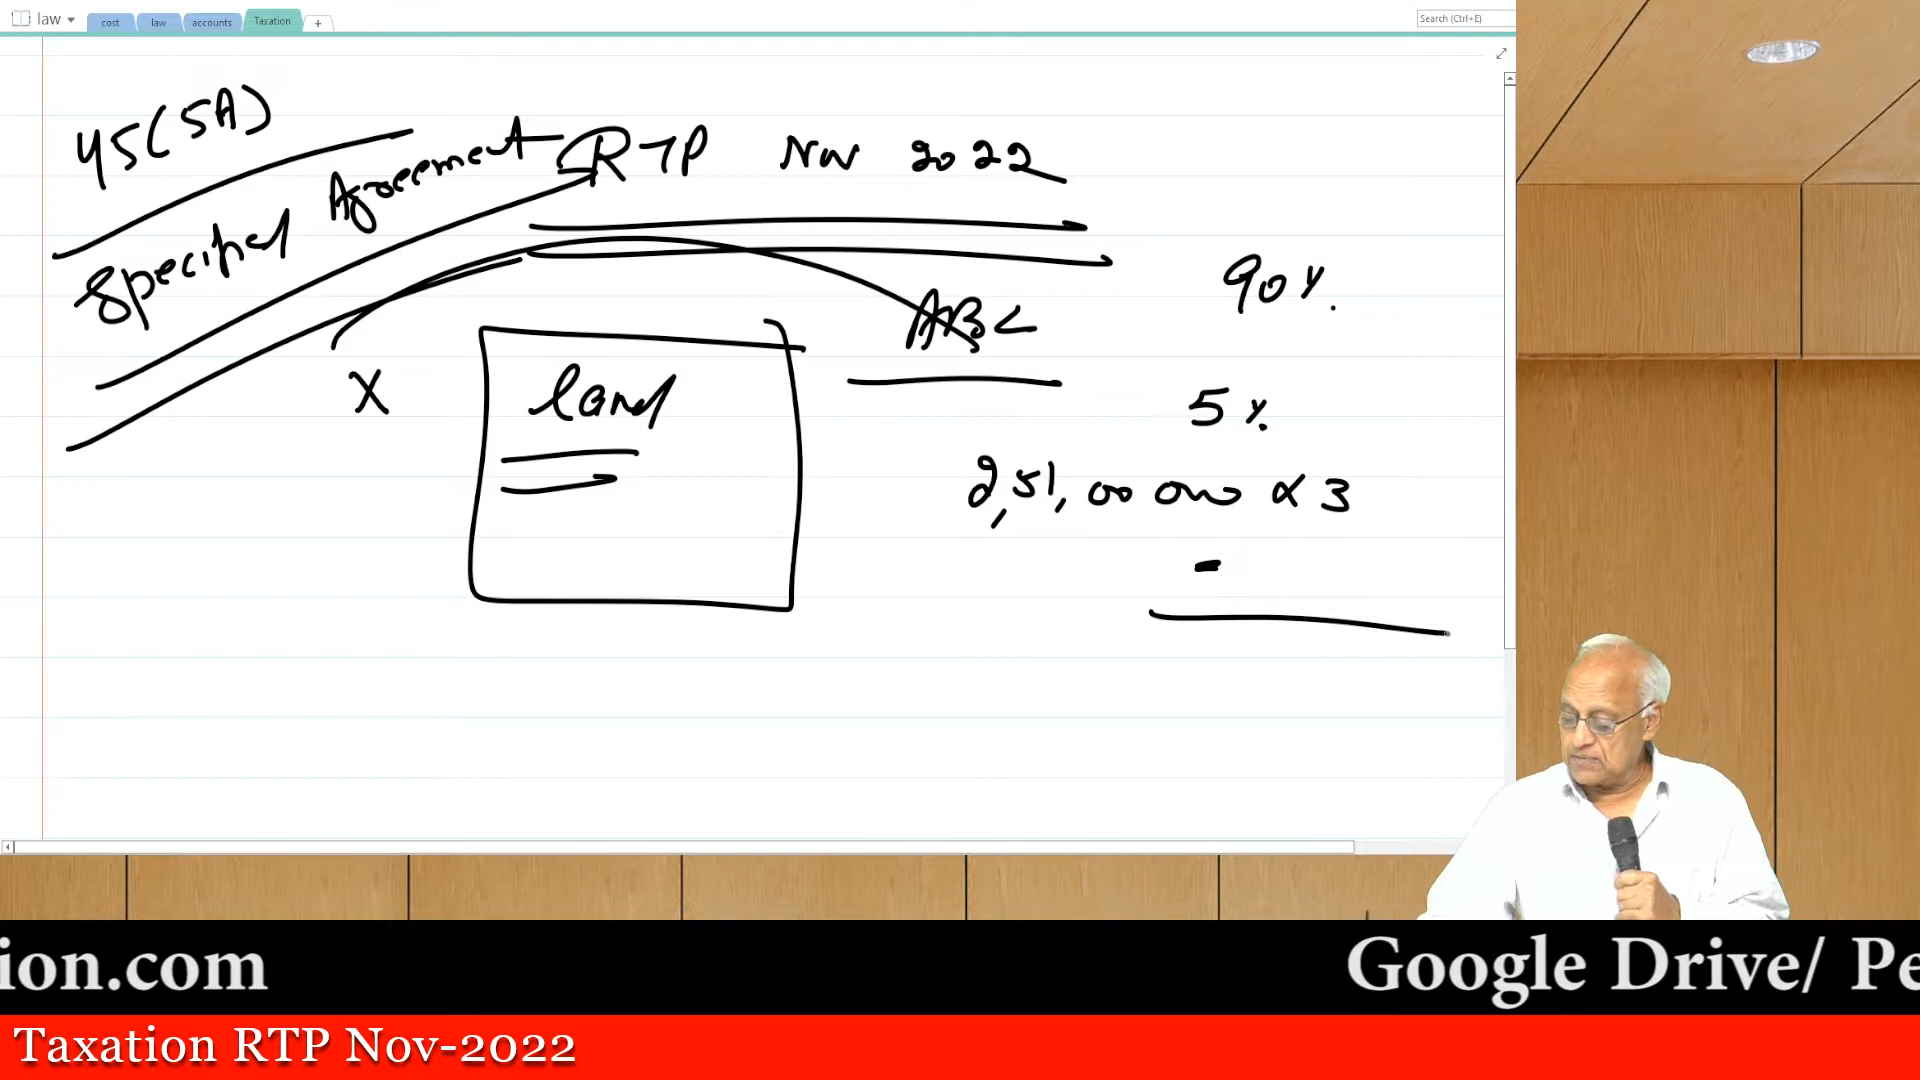 law
cost law accounts Taxation +
Search (Ctrl+E)
45(5A)
RTP Nov 2022
Specified Agreement
90%.
ABC
X
land
5%.
2,51,00 000 x 3
-
ion.com
Google Drive/ Pe
Taxation RTP Nov-2022